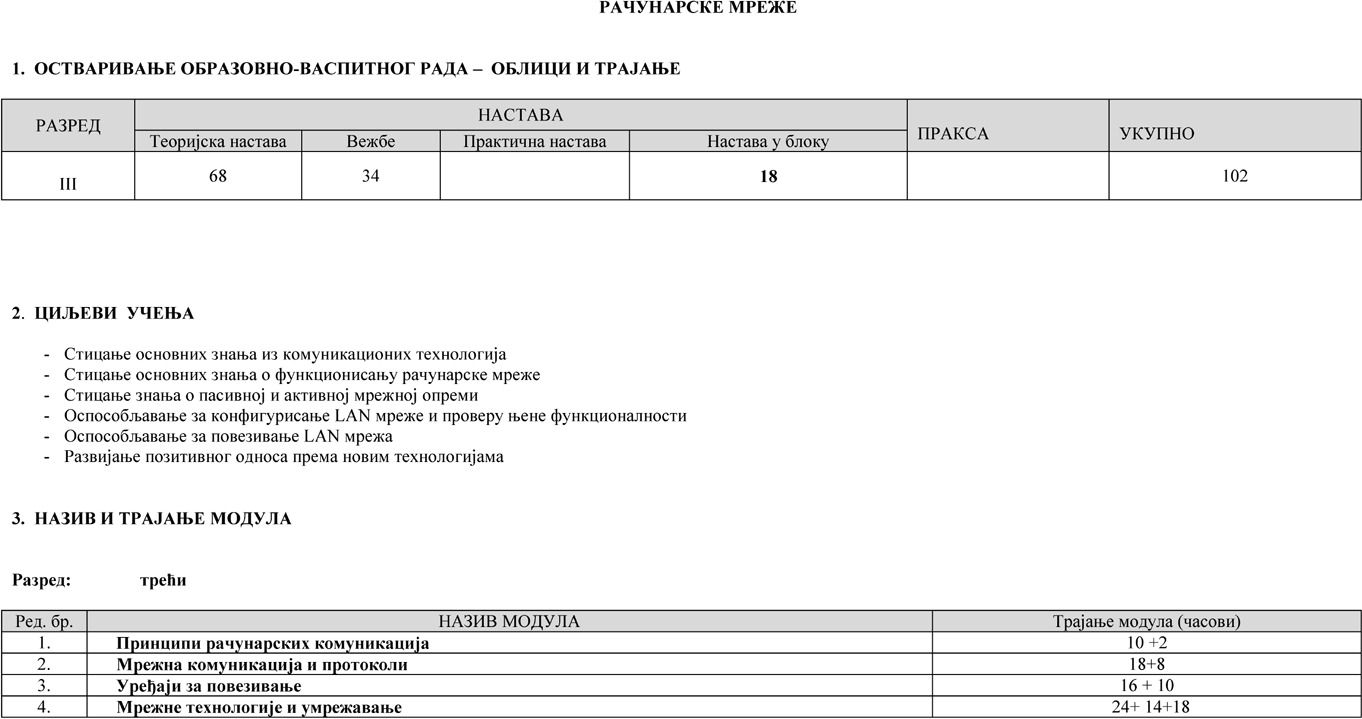 РАЧУНАРСКЕ МРЕЖЕ
1. ОСТВАРИВАЊЕ ОБРАЗОВНО-ВАСПИТНОГ РАДА – ОБЛИЦИ И ТРАЈАЊЕ
РАЗРЕД НАСТАВА ПРАКСА УКУПНО
Теоријска настава Вежбе Практична настава Настава у блоку
III 68 34 18 102
2. ЦИЉЕВИ УЧЕЊА
- Стицање основних знања из комуникационих технологија
- Стицање основних знања о функционисању рачунарске мреже
- Стицање знања о пасивној и активној мрежној опреми
- Оспособљавање за конфигурисање LAN мреже и проверу њене функционалности
- Оспособљавање за повезивање LAN мрежа
- Развијање позитивног односа према новим технологијама
3. НАЗИВ И ТРАЈАЊЕ МОДУЛА
Разред: трећи
Ред. бр. НАЗИВ МОДУЛА Трајање модула (часови)
1. Принципи рачунарских комуникација 10 +2
2. Мрежна комуникација и протоколи 18+8
3. Уређаји за повезивање 16 + 10
4. Мрежне технологије и умрежавање 24+ 14+18